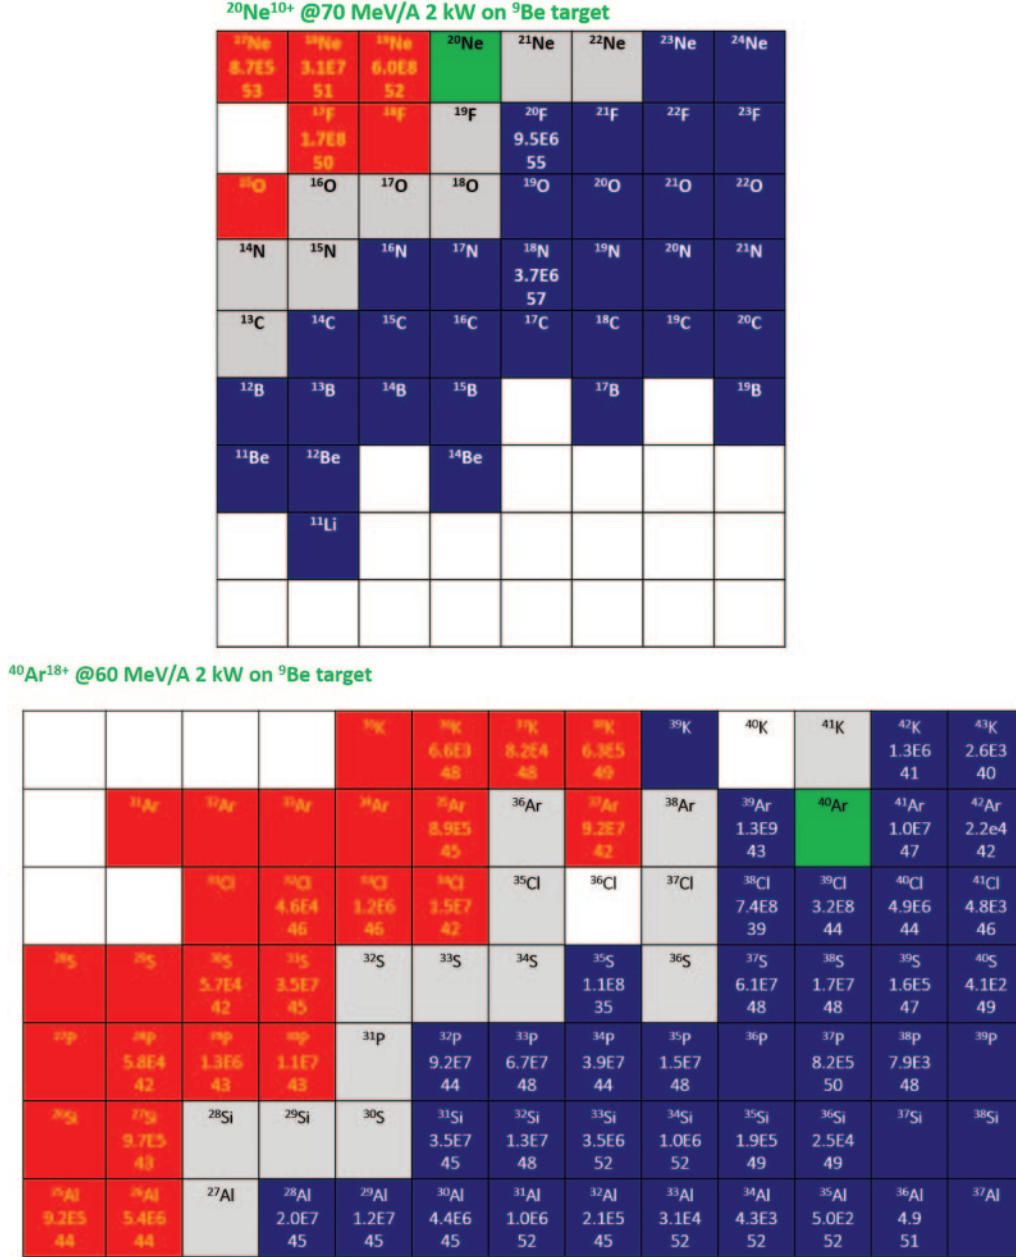 20Ne10+ @70 MeV/A 2 kW on 9Be target
17Ne 18Ne 19Ne 20Ne 21Ne 22Ne 23Ne 24Ne
8.7E5 3.1E7 6.0E8
53 51 52
17F 18F 19F 20F 21F 22F 23F
1.7E8 9.5E6
50 55
15O 16O 17O 18O 19O 20O 21O 22O
14N 15N 16N 17N 18N 19N 20N 21N
3.7E6
57
13C 14C 15C 16C 17C 18C 19C 20C
12B 13B 14B 15B 17B 19B
11Be 12Be 14Be
11Li
40Ar18+ @60 MeV/A 2 kW on 9Be target
35K 36K 37K 38K 39K 40K 41K 42K 43K
6.6E3 8.2E4 6.3E5 1.3E6 2.6E3
48 48 49 41 40
31Ar 32Ar 33Ar 34Ar 35Ar 36Ar 37Ar 38Ar 39Ar 40Ar 41Ar 42Ar
8.9E5 9.2E7 1.3E9 1.0E7 2.2e4
45 42 43 47 42
31Cl 32Cl 33Cl 34Cl 35Cl 36Cl 37Cl 38Cl 39Cl 40Cl 41Cl
4.6E4 1.2E6 1.5E7 7.4E8 3.2E8 4.9E6 4.8E3
46 46 42 39 44 44 46
28S 29S 30S 31S 32S 33S 34S 35S 36S 37S 38S 39S 40S
5.7E4 3.5E7 1.1E8 6.1E7 1.7E7 1.6E5 4.1E2
42 45 35 48 48 47 49
27P 28P 29P 30P 31P 32P 33P 34P 35P 36P 37P 38P 39P
5.8E4 1.3E6 1.1E7 9.2E7 6.7E7 3.9E7 1.5E7 8.2E5 7.9E3
42 43 43 44 48 44 48 50 48
26Si 27Si 28Si 29Si 30S 31Si 32Si 33Si 34Si 35Si 36Si 37Si 38Si
9.7E5 3.5E7 1.3E7 3.5E6 1.0E6 1.9E5 2.5E4
43 45 48 52 52 49 49
25Al 26Al 27Al 28Al 29Al 30Al 31Al 32Al 33Al 34Al 35Al 36Al 37Al
9.2E5 5.4E6 2.0E7 1.2E7 4.4E6 1.0E6 2.1E5 3.1E4 4.3E3 5.0E2 4.9
44 44 45 45 45 52 45 52 52 52 51